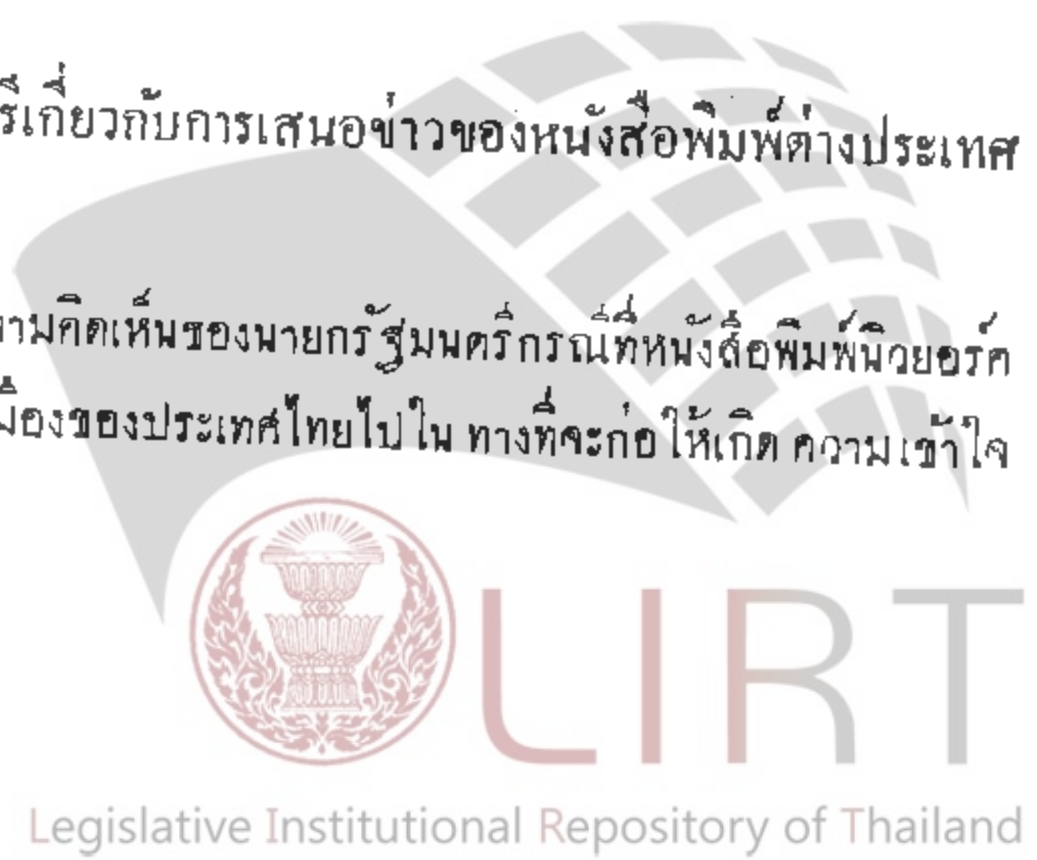 รีเกี่ยวกับการเสนอข่าวของหนังสือพิมพ์ต่างประเทศ
ามคิดเห็นของนายกรัฐมนตรีกรณีที่หนังสือพิมพ์นิวยอร์ค
มืองของประเทศไทยไปใน ทางที่จะก่อให้เกิด ความเข้าใจ
LIRT
Legislative Institutional Repository of Thailand